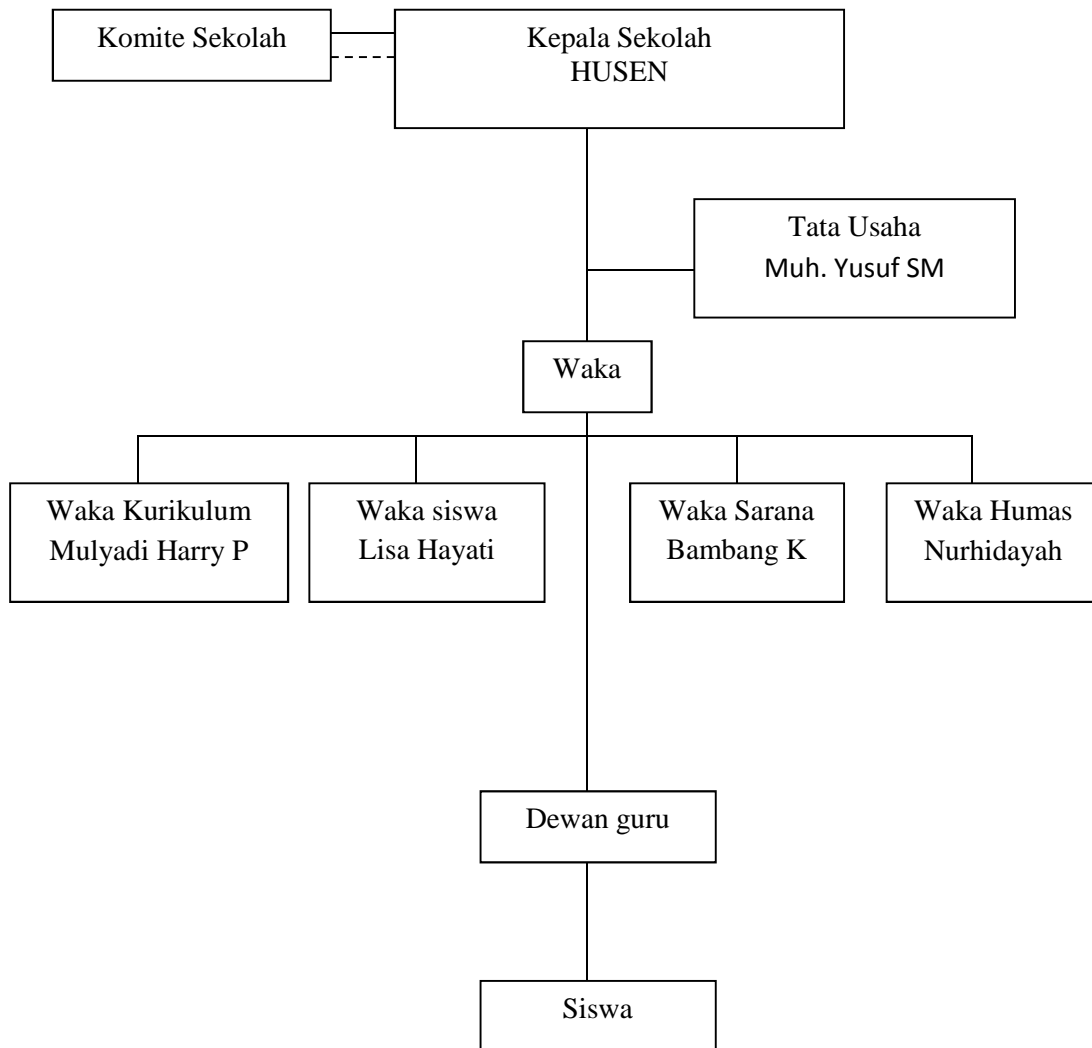 Komite Sekolah
Kepala Sekolah
HUSEN
Tata Usaha
Muh. Yusuf SM
Waka
Waka Kurikulum
Mulyadi Harry P
Waka siswa
Lisa Hayati
Waka Sarana
Bambang K
Waka Humas
Nurhidayah
Dewan guru
Siswa